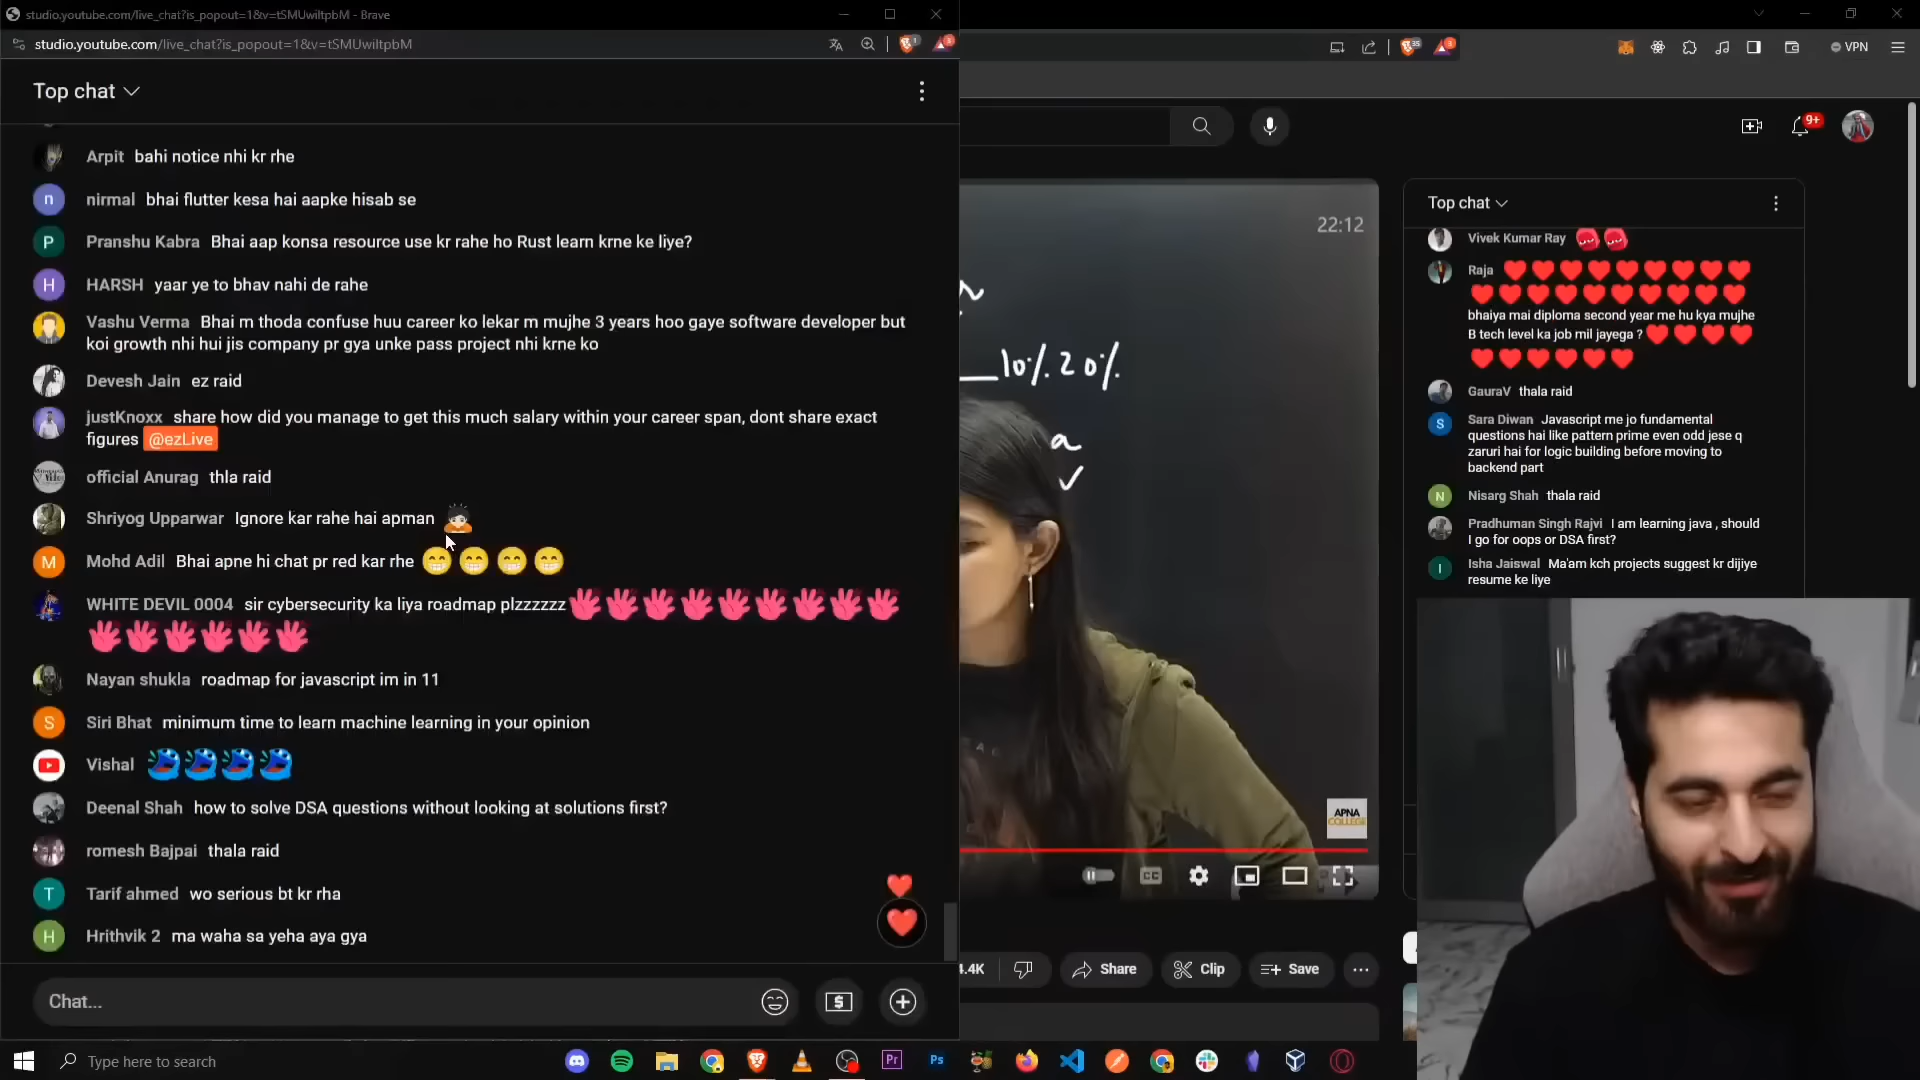 studio.youtube.com/live_chat?is_popout=1&v=tSMUwiltpbM - Brave
studio.youtube.com/live_chat?is_popout=1&v=tSMUwiltpbM
1
3
Top chat
Arpit bahi notice nhi kr rhe
nirmal bhai flutter kesa hai aapke hisab se
Pranshu Kabra Bhai aap konsa resource use kr rahe ho Rust learn krne ke liye?
HARSH yaar ye to bhav nahi de rahe
Vashu Verma Bhai m thoda confuse huu career ko lekar m mujhe 3 years hoo gaye software developer but
koi growth nhi hui jis company pr gya unke pass project nhi krne ko
Devesh Jain ez raid
justKnoxx share how did you manage to get this much salary within your career span, dont share exact
figures @ezLive
official Anurag thla raid
Shriyog Upparwar Ignore kar rahe hai apman
Mohd Adil Bhai apne hi chat pr red kar rhe
WHITE DEVIL 0004 sir cybersecurity ka liya roadmap plzzzzzz
Nayan shukla roadmap for javascript im in 11
Siri Bhat minimum time to learn machine learning in your opinion
Vishal
Deenal Shah how to solve DSA questions without looking at solutions first?
romesh Bajpai thala raid
Tarif ahmed wo serious bt kr rha
Hrithvik 2 ma waha sa yeha aya gya
n
P
H
M
S
T
H
Chat...
$
35
3
VPN
9+
22:12
10% 20%
a
APNA
COLLEGE
CC
4.4K
Share
Clip
Save
Top chat
Vivek Kumar Ray
Raja
bhaiya mai diploma second year me hu kya mujhe
B tech level ka job mil jayega ?
GauraV thala raid
S
Sara Diwan Javascript me jo fundamental
questions hai like pattern prime even odd jese q
zaruri hai for logic building before moving to
backend part
N
Nisarg Shah thala raid
Pradhuman Singh Rajvi I am learning java , should
I go for oops or DSA first?
I
Isha Jaiswal Ma'am kch projects suggest kr dijiye
resume ke liye
Type here to search
Pr
Ps